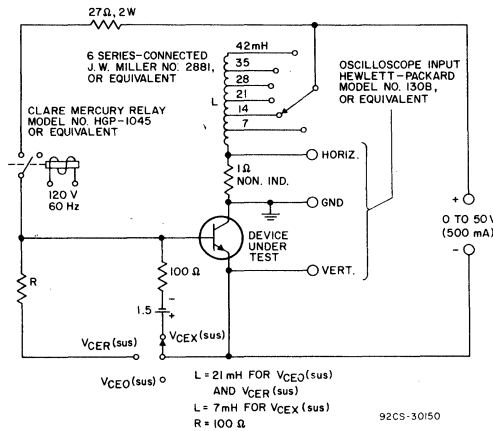 27Ω, 2W
6 SERIES-CONNECTED
J.W. MILLER NO. 2881,
OR EQUIVALENT
42mH
35
28
21
14
7
L
OSCILLOSCOPE INPUT
HEWLETT-PACKARD
MODEL NO. 130B,
OR EQUIVALENT
CLARE MERCURY RELAY
MODEL NO. HGP-1045
OR EQUIVALENT
120 V
60 Hz
HORIZ.
1Ω
NON. IND.
GND
+
0 TO 50V
(500 mA)
-
DEVICE
UNDER
TEST
VERT.
R
100 Ω
-
1.5
+
VCER(sus)
VCEX(sus)
VCEO(sus)
L = 21 mH FOR VCEO(sus)
AND VCER(sus)
L = 7mH FOR VCEX(sus)
R = 100 Ω
92CS-30150